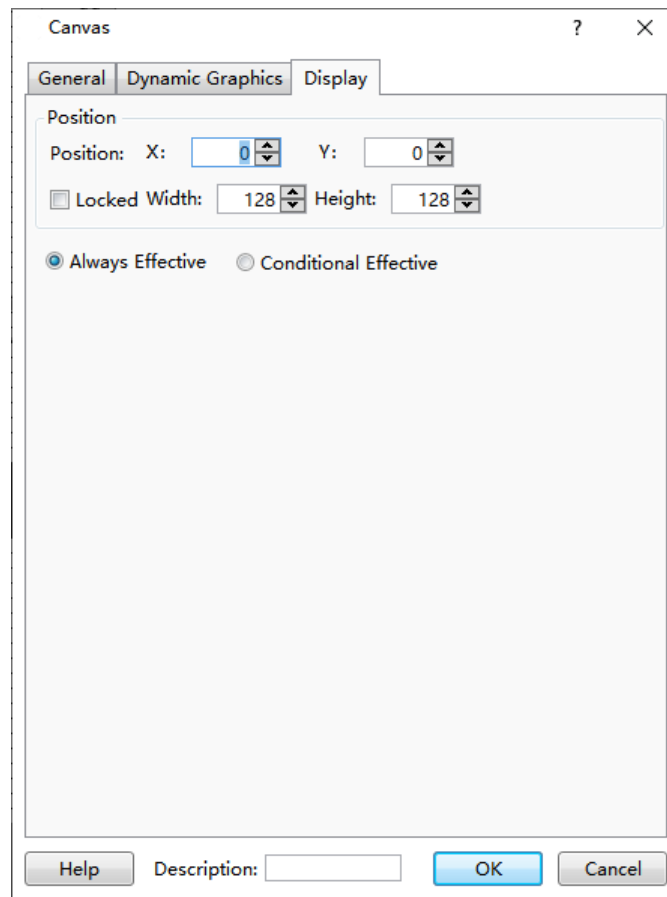 Canvas ?
General Dynamic Graphics Display
Position
Position: X: 0 Y: 0
Locked Width: 128 Height: 128
Always Effective Conditional Effective
Help Description: OK Cancel